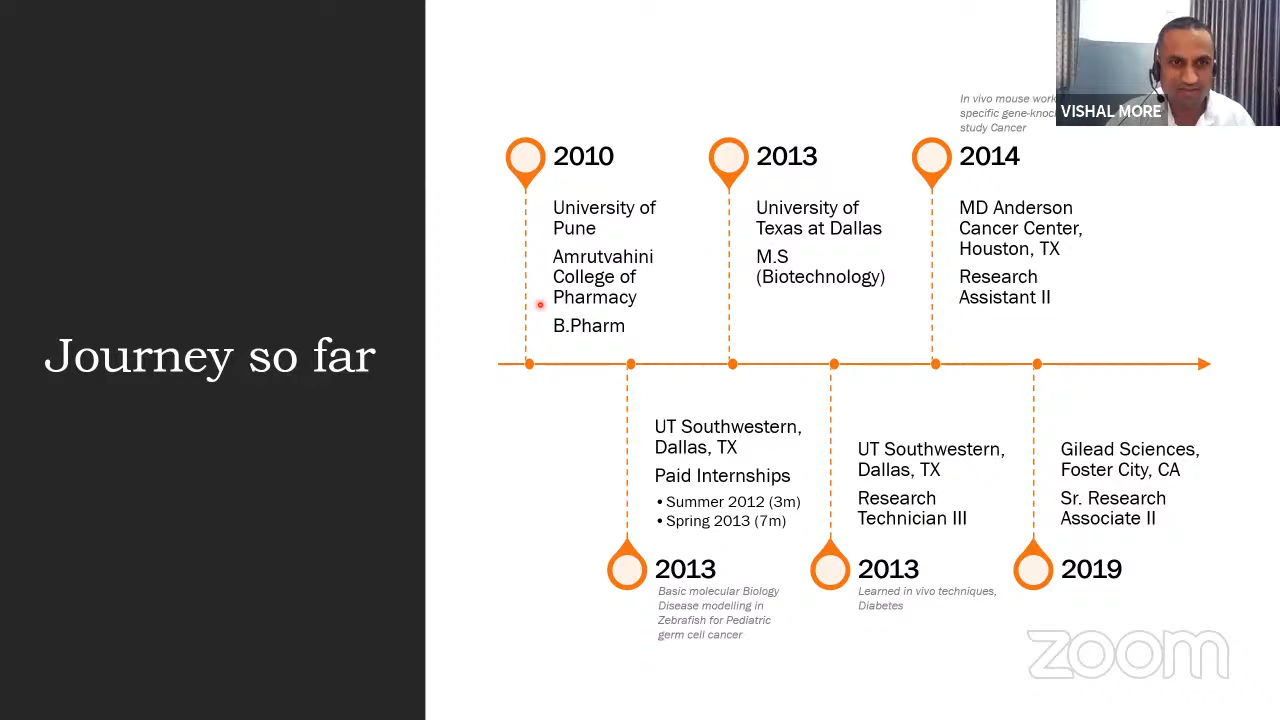 Journey so far
2010
University of
Pune
Amrutvahini
College of
Pharmacy
B.Pharm
UT Southwestern,
Dallas, TX
Paid Internships
• Summer 2012 (3m)
• Spring 2013 (7m)
2013
Basic molecular Biology
Disease modelling in
Zebrafish for Pediatric
germ cell cancer
2013
University of
Texas at Dallas
M.S
(Biotechnology)
UT Southwestern,
Dallas, TX
Research
Technician III
2013
Learned in vivo techniques,
Diabetes
In vivo mouse work
specific gene-knoc
study Cancer
2014
MD Anderson
Cancer Center,
Houston, TX
Research
Assistant II
Gilead Sciences,
Foster City, CA
Sr. Research
Associate II
2019
VISHAL MORE
zoom